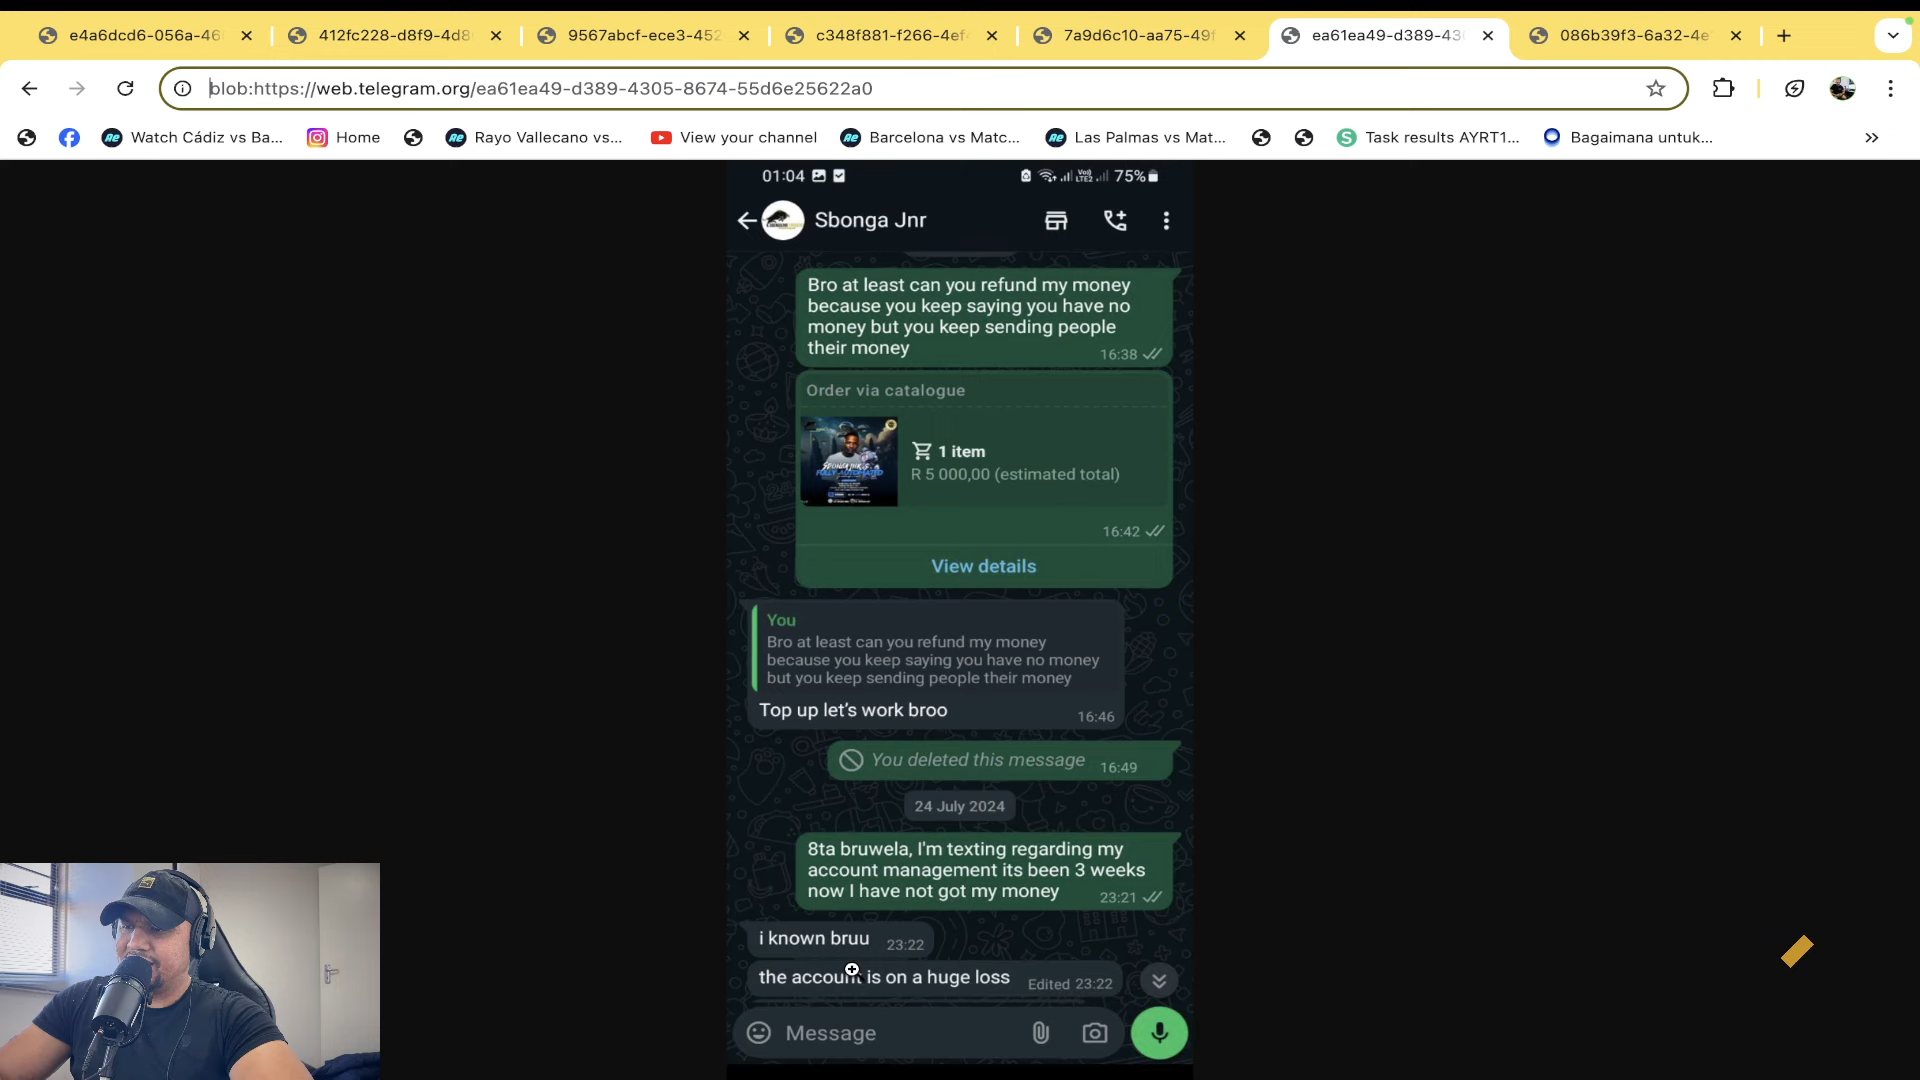 e4a6dcd6-056a-46
412fc228-d8f9-4d8
9567abcf-ece3-452
c348f881-f266-4ef
7a9d6c10-aa75-49f
ea61ea49-d389-430
086b39f3-6a32-4e
blob:https://web.telegram.org/ea61ea49-d389-4305-8674-55d6e25622a0
Watch Cádiz vs Ba...
Home
Rayo Vallecano vs...
View your channel
Barcelona vs Matc...
Las Palmas vs Mat...
Task results AYRT1...
Bagaimana untuk...
01:04
75%
Sbonga Jnr
Bro at least can you refund my money
because you keep saying you have no
money but you keep sending people
their money
16:38
Order via catalogue
1 item
R 5 000,00 (estimated total)
16:42
View details
You
Bro at least can you refund my money
because you keep saying you have no money
but you keep sending people their money
Top up let's work broo
16:46
You deleted this message
16:49
24 July 2024
8ta bruwela, I'm texting regarding my
account management its been 3 weeks
now I have not got my money
23:21
i known bruu
23:22
the account is on a huge loss
Edited 23:22
Message